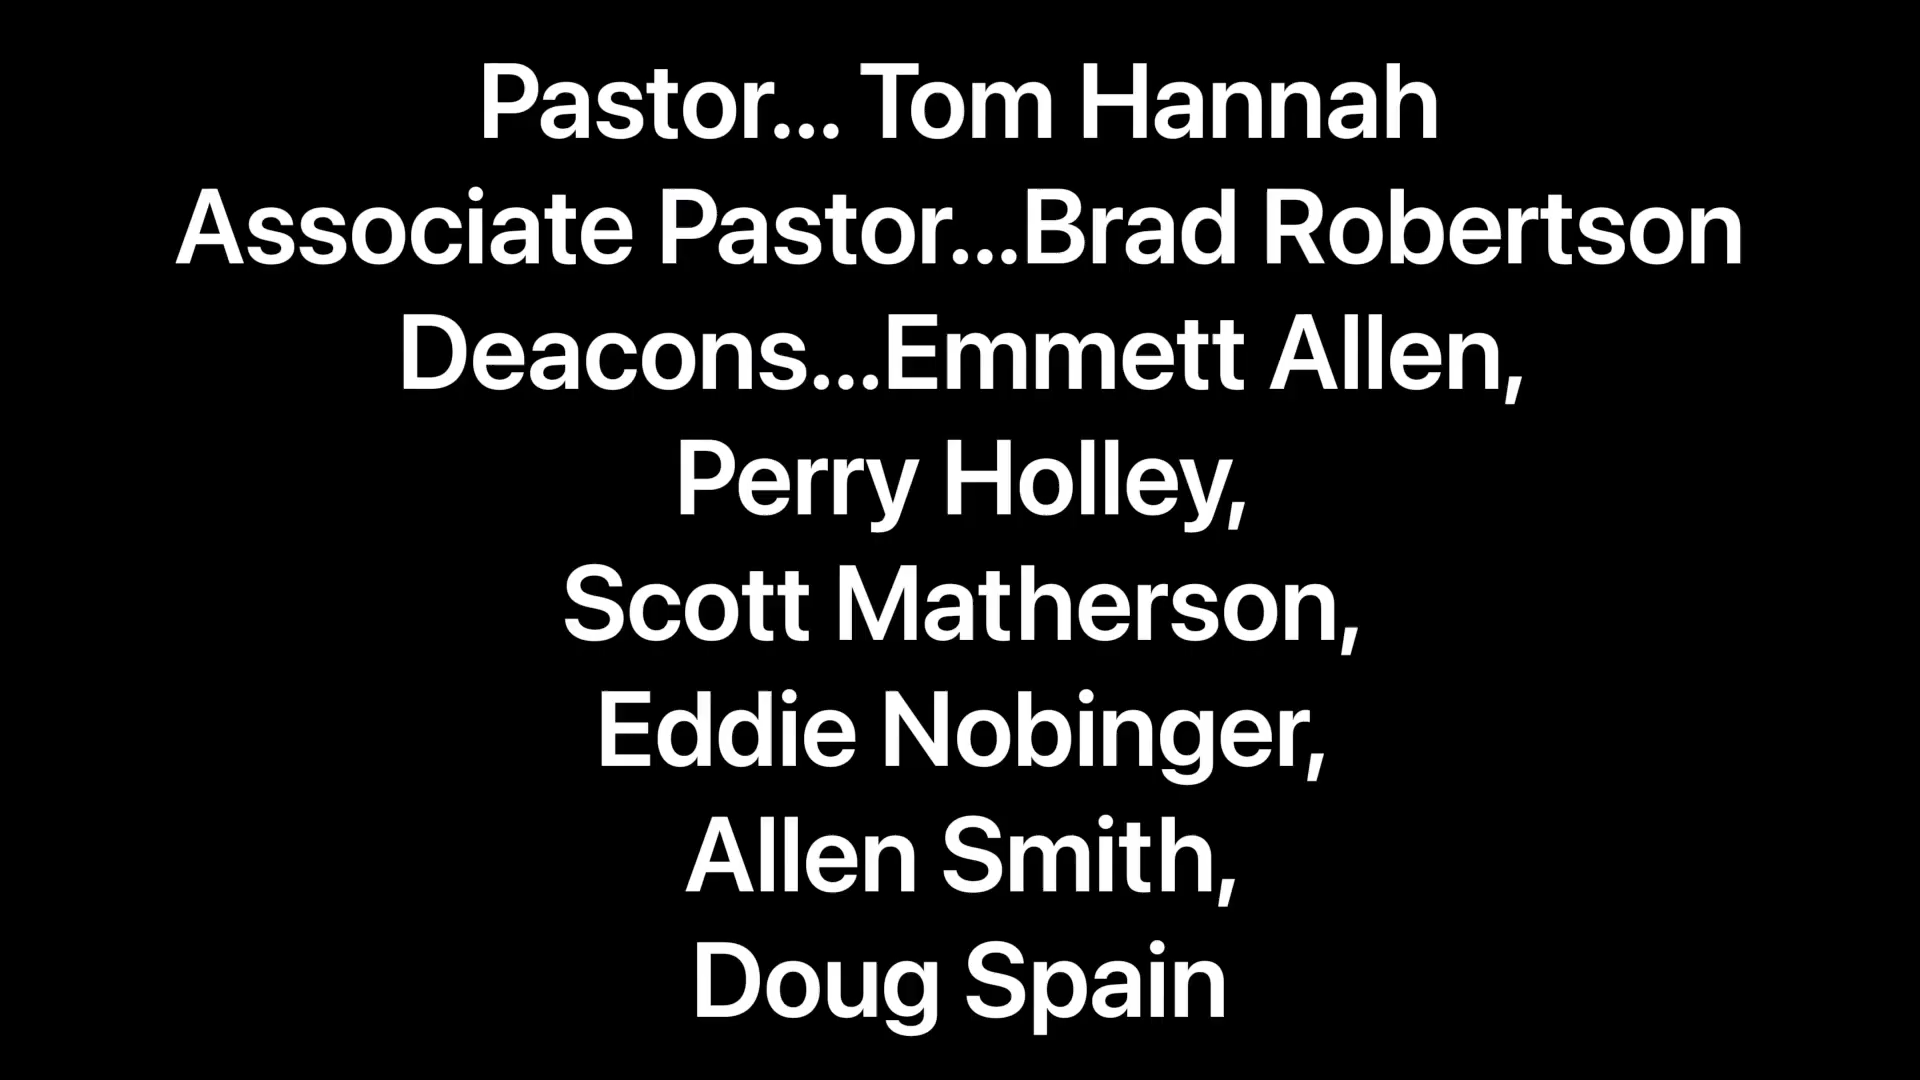 Pastor... Tom Hannah
Associate Pastor...Brad Robertson
Deacons...Emmett Allen,
Perry Holley,
Scott Matherson,
Eddie Nobinger,
Allen Smith,
Doug Spain